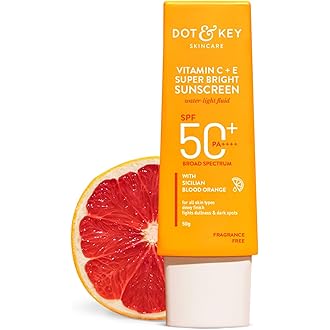 DOT & KEY
SKINCARE
VITAMIN C + E
SUPER BRIGHT
SUNSCREEN
water-light fluid
SPF
50+
PA++++
BROAD SPECTRUM
WITH
SICILIAN
BLOOD ORANGE
for all skin types
dewy finish
fights dullness & dark spots
50g
FRAGRANCE
FREE